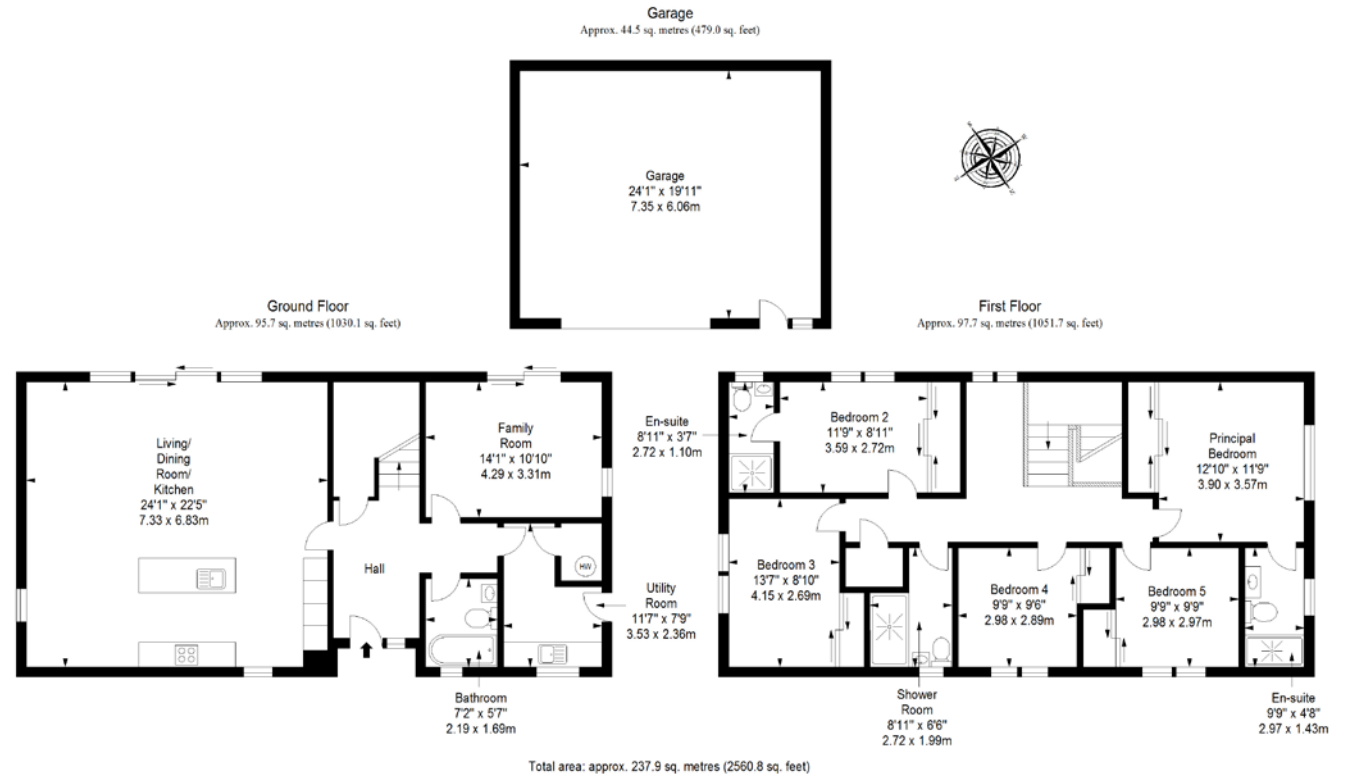 Garage
Approx. 44.5 sq. metres (479.0 sq. feet)
Garage
24'1" x 19'11"
7.35 x 6.06m
Ground Floor
Approx. 95.7 sq. metres (1030.1 sq. feet)
First Floor
Approx. 97.7 sq. metres (1051.7 sq. feet)
Living/
Dining
Room/
Kitchen
24'1" x 22'5"
7.33 x 6.83m
Hall
Family
Room
14'1" x 10'10"
4.29 x 3.31m
HW
Utility
Room
11'7" x 7'9"
3.53 x 2.36m
Bathroom
7'2" x 5'7"
2.19 x 1.69m
En-suite
8'11" x 3'7"
2.72 x 1.10m
Bedroom 2
11'9" x 8'11"
3.59 x 2.72m
Principal
Bedroom
12'10" x 11'9"
3.90 x 3.57m
Bedroom 3
13'7" x 8'10"
4.15 x 2.69m
Bedroom 4
9'9" x 9'6"
2.98 x 2.89m
Bedroom 5
9'9" x 9'9"
2.98 x 2.97m
Shower
Room
8'11" x 6'6"
2.72 x 1.99m
En-suite
9'9" x 4'8"
2.97 x 1.43m
Total area: approx. 237.9 sq. metres (2560.8 sq. feet)